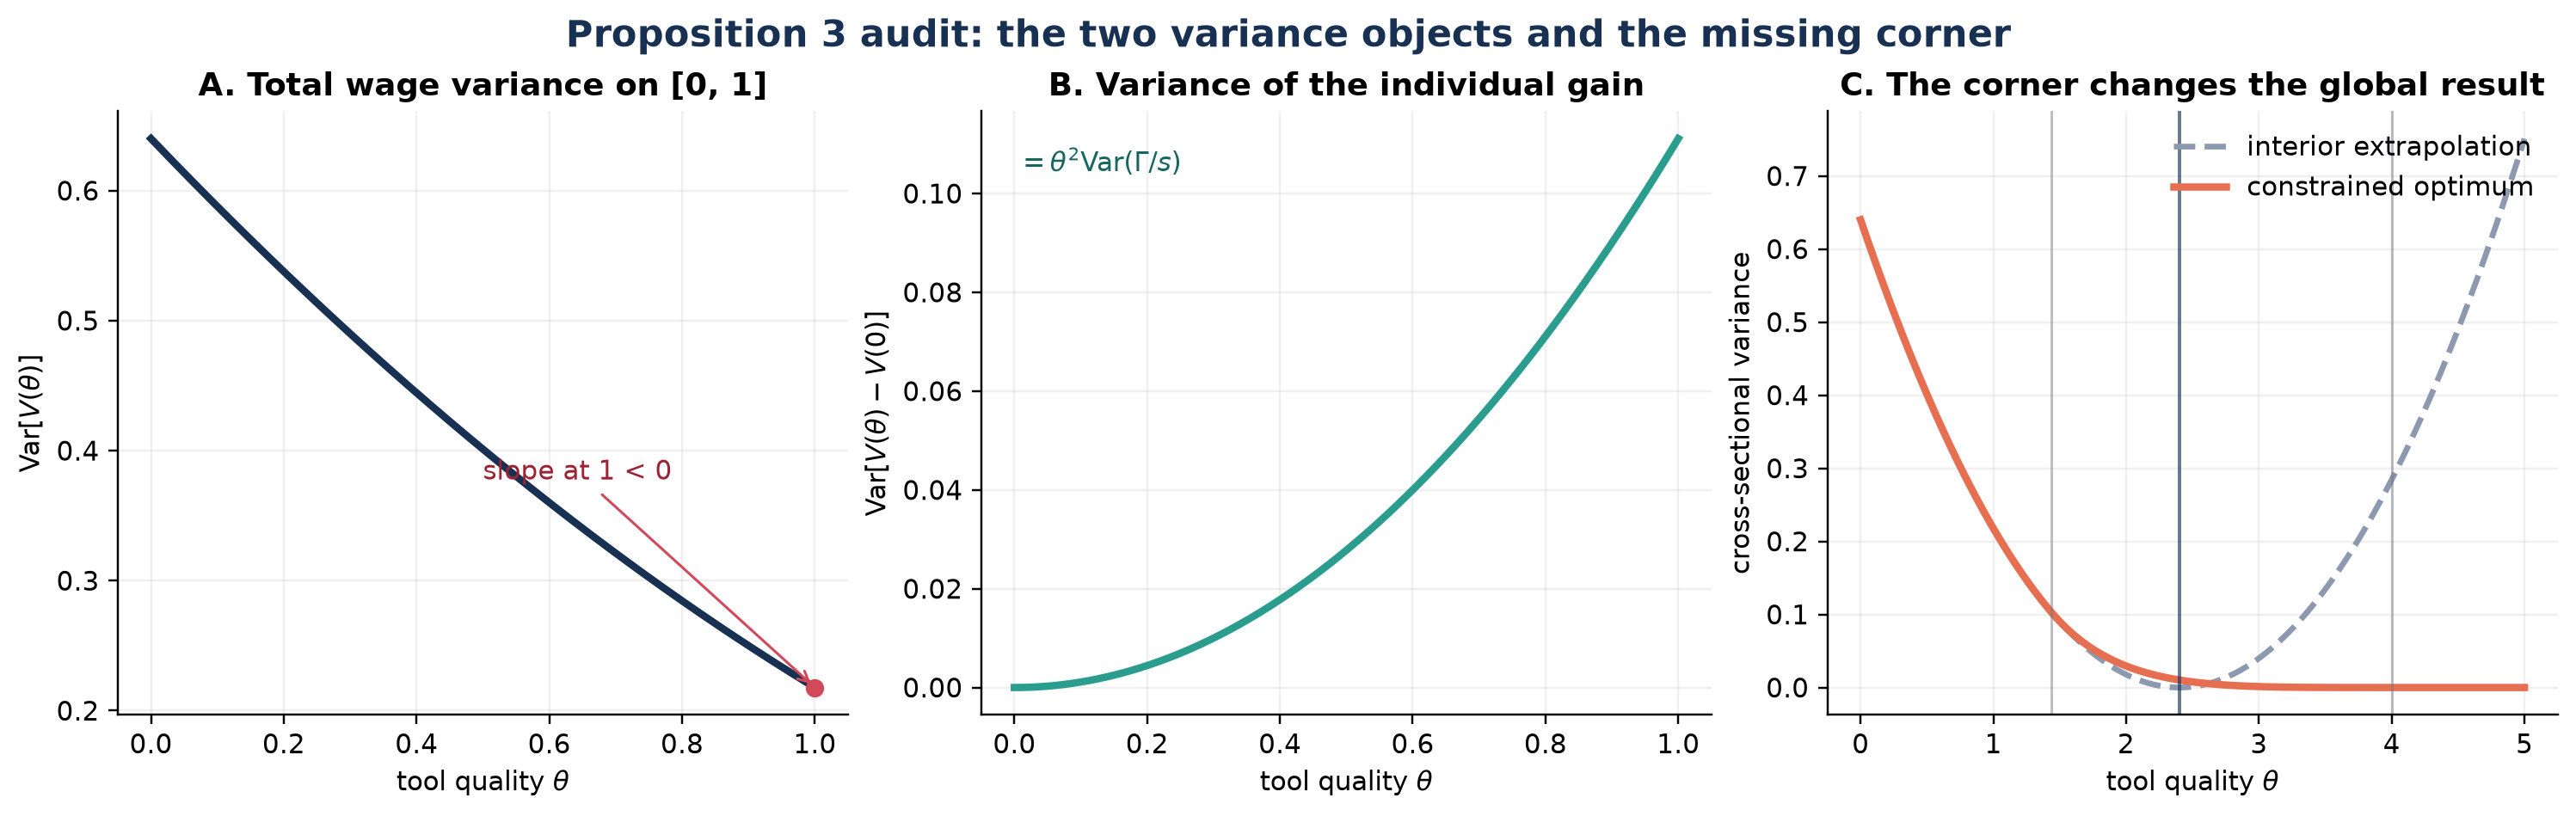 Proposition 3 audit: the two variance objects and the missing corner
A. Total wage variance on [0, 1]
Var[V(θ)]
0.6
0.5
0.4
0.3
0.2
slope at 1 < 0
0.0 0.2 0.4 0.6 0.8 1.0
tool quality θ
B. Variance of the individual gain
Var[V(θ) − V(0)]
= θ²Var(Γ/s)
0.10
0.08
0.06
0.04
0.02
0.00
0.0 0.2 0.4 0.6 0.8 1.0
tool quality θ
C. The corner changes the global result
cross-sectional variance
interior extrapolation
constrained optimum
0.7
0.6
0.5
0.4
0.3
0.2
0.1
0.0
0 1 2 3 4 5
tool quality θ